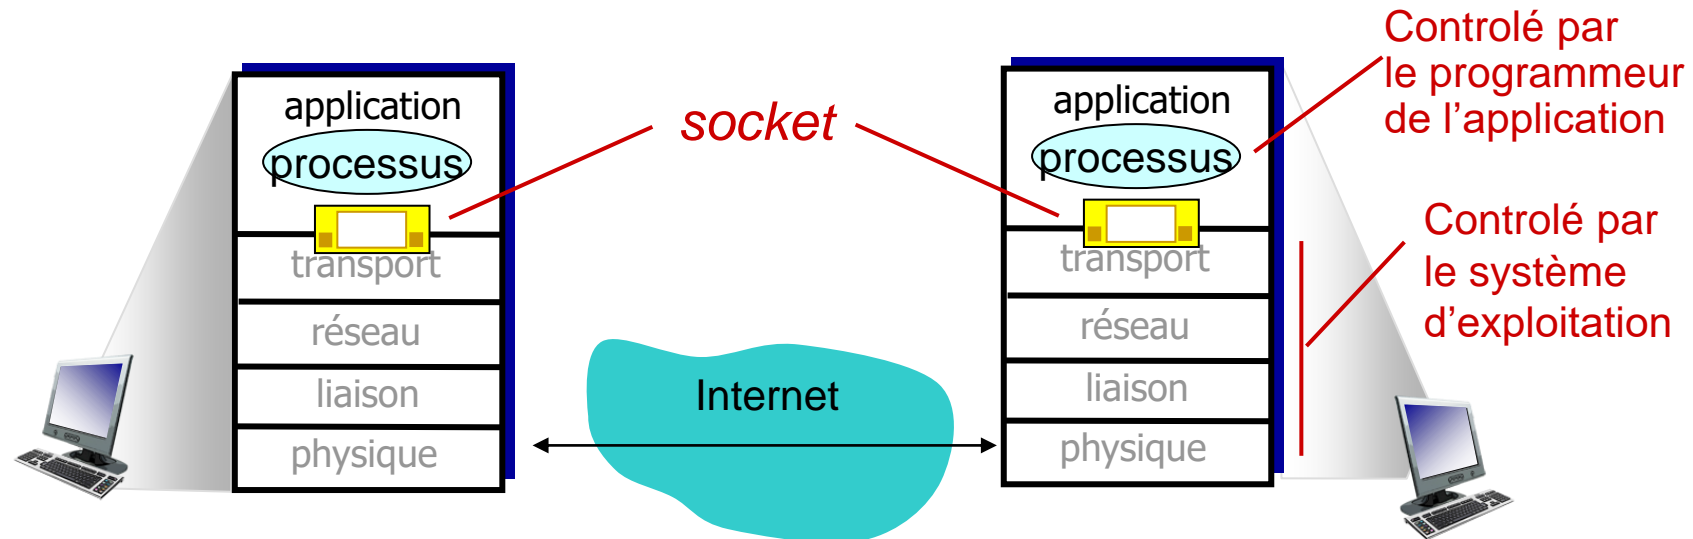 application
processus
transport
réseau
liaison
physique
socket
Internet
application
processus
transport
réseau
liaison
physique
Controlé par
le programmeur
de l’application
Controlé par
le système
d’exploitation